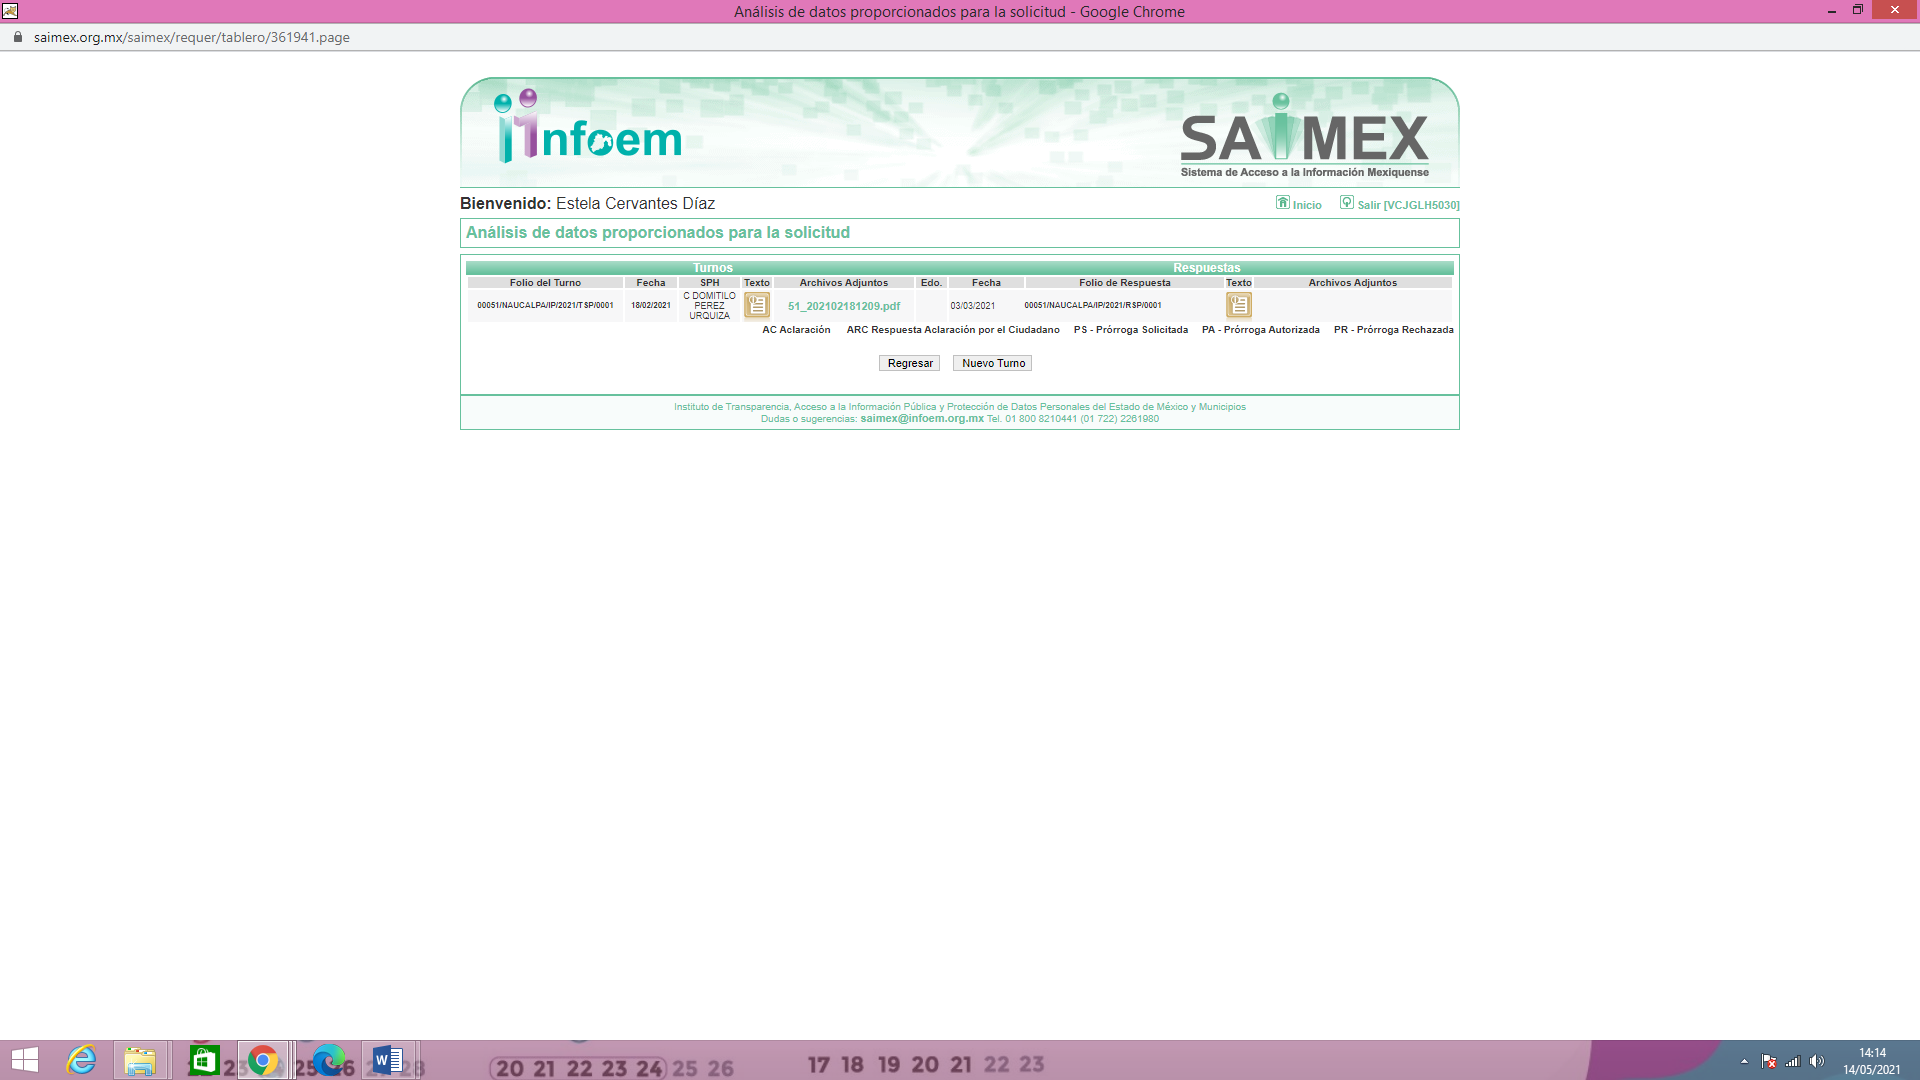 Análisis de datos proporcionados para la solicitud - Google Chrome
saimex.org.mx/saimex/requer/tablero/361941.page
infoem
SAIMEX
Sistema de Acceso a la Información Mexiquense
Bienvenido: Estela Cervantes Díaz
Inicio Salir [VCJGLH5030]
Análisis de datos proporcionados para la solicitud
Turnos Respuestas
Folio del Turno Fecha SPH Texto Archivos Adjuntos Edo. Fecha Folio de Respuesta Texto Archivos Adjuntos
00051/NAUCALPA/IP/2021/TSP/0001 18/02/2021 C DOMITILO PEREZ URQUIZA 51_202102181209.pdf 03/03/2021 00051/NAUCALPA/IP/2021/RSP/0001
AC Aclaración ARC Respuesta Aclaración por el Ciudadano PS - Prórroga Solicitada PA - Prórroga Autorizada PR - Prórroga Rechazada
Regresar Nuevo Turno
Instituto de Transparencia, Acceso a la Información Pública y Protección de Datos Personales del Estado de México y Municipios
Dudas o sugerencias: saimex@infoem.org.mx Tel. 01 800 8210441 (01 722) 2261980
20 21 22 23 24 25 26 17 18 19 20 21 22 23
14:14
14/05/2021